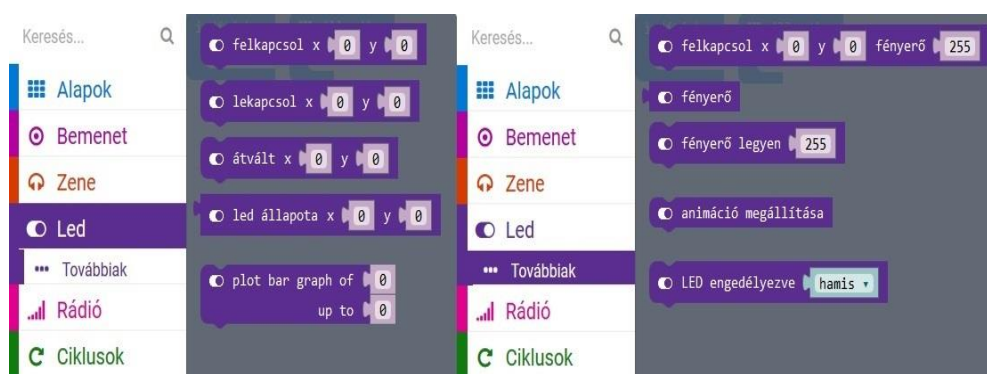 Keresés...
Alapok
Bemenet
Zene
Led
Továbbiak
Rádió
Ciklusok
felkapcsol x 0 y 0
lekapcsol x 0 y 0
átvált x 0 y 0
led állapota x 0 y 0
plot bar graph of 0
up to 0
Keresés...
Alapok
Bemenet
Zene
Led
Továbbiak
Rádió
Ciklusok
felkapcsol x 0 y 0 fényerő 255
fényerő
fényerő legyen 255
animáció megállítása
LED engedélyezve hamis